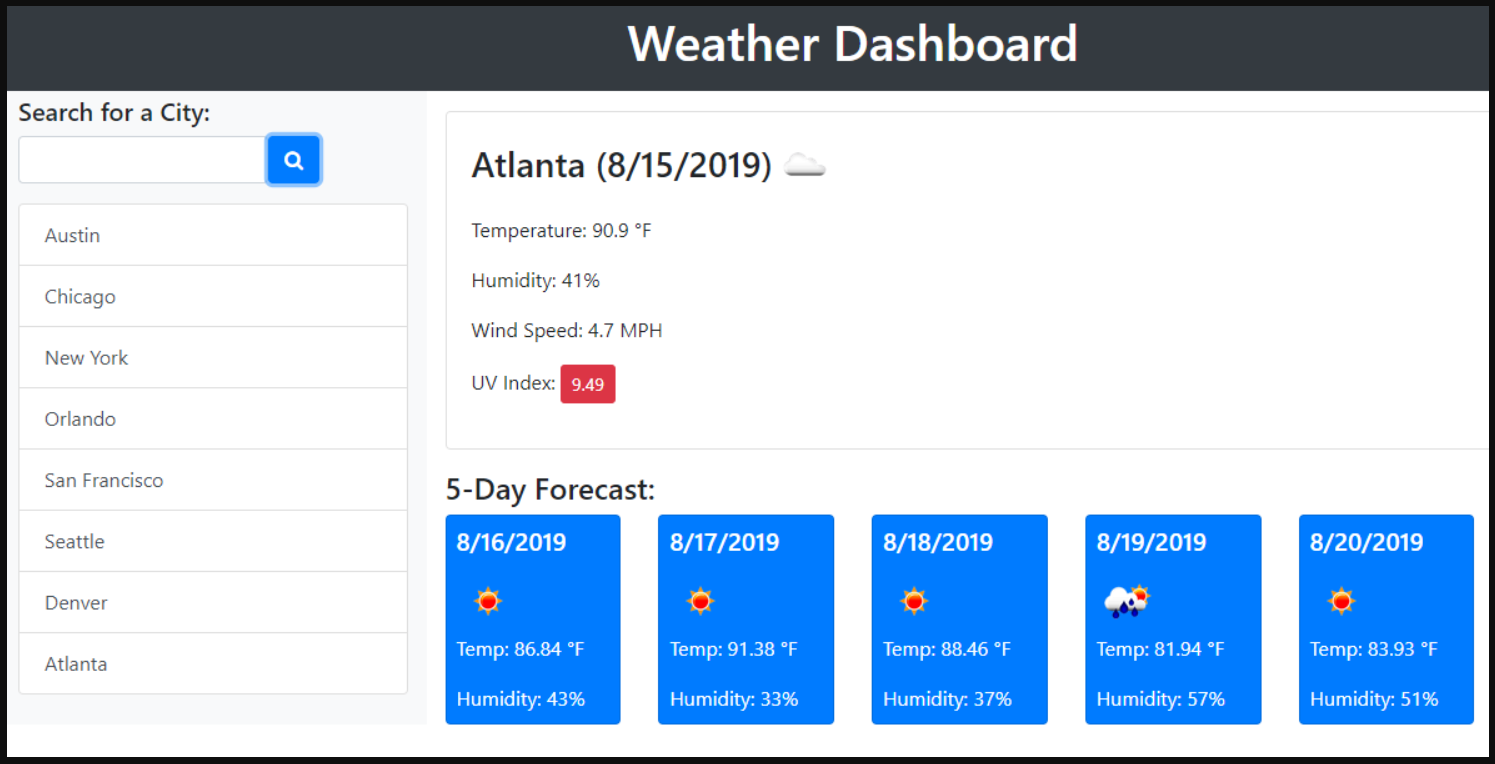 Weather Dashboard
Search for a City:
Austin
Chicago
New York
Orlando
San Francisco
Seattle
Denver
Atlanta
Atlanta (8/15/2019)
Temperature: 90.9 °F
Humidity: 41%
Wind Speed: 4.7 MPH
UV Index: 9.49
5-Day Forecast:
8/16/2019
Temp: 86.84 °F
Humidity: 43%
8/17/2019
Temp: 91.38 °F
Humidity: 33%
8/18/2019
Temp: 88.46 °F
Humidity: 37%
8/19/2019
Temp: 81.94 °F
Humidity: 57%
8/20/2019
Temp: 83.93 °F
Humidity: 51%